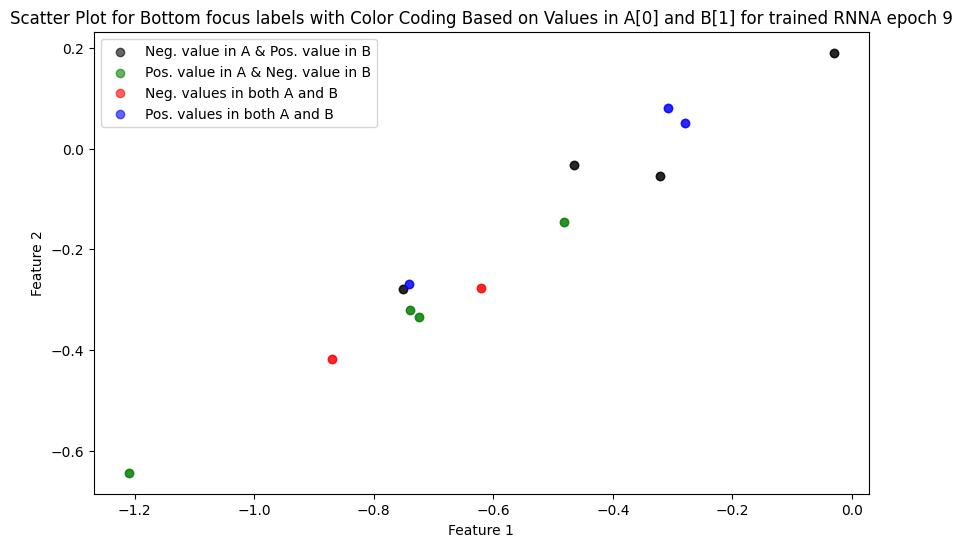 Scatter Plot for Bottom focus labels with Color Coding Based on Values in A[0] and B[1] for trained RNNA epoch 9
Neg. value in A & Pos. value in B
Pos. value in A & Neg. value in B
Neg. values in both A and B
Pos. values in both A and B
0.2
0.0
−0.2
−0.4
−0.6
Feature 2
−1.2
−1.0
−0.8
−0.6
−0.4
−0.2
0.0
Feature 1